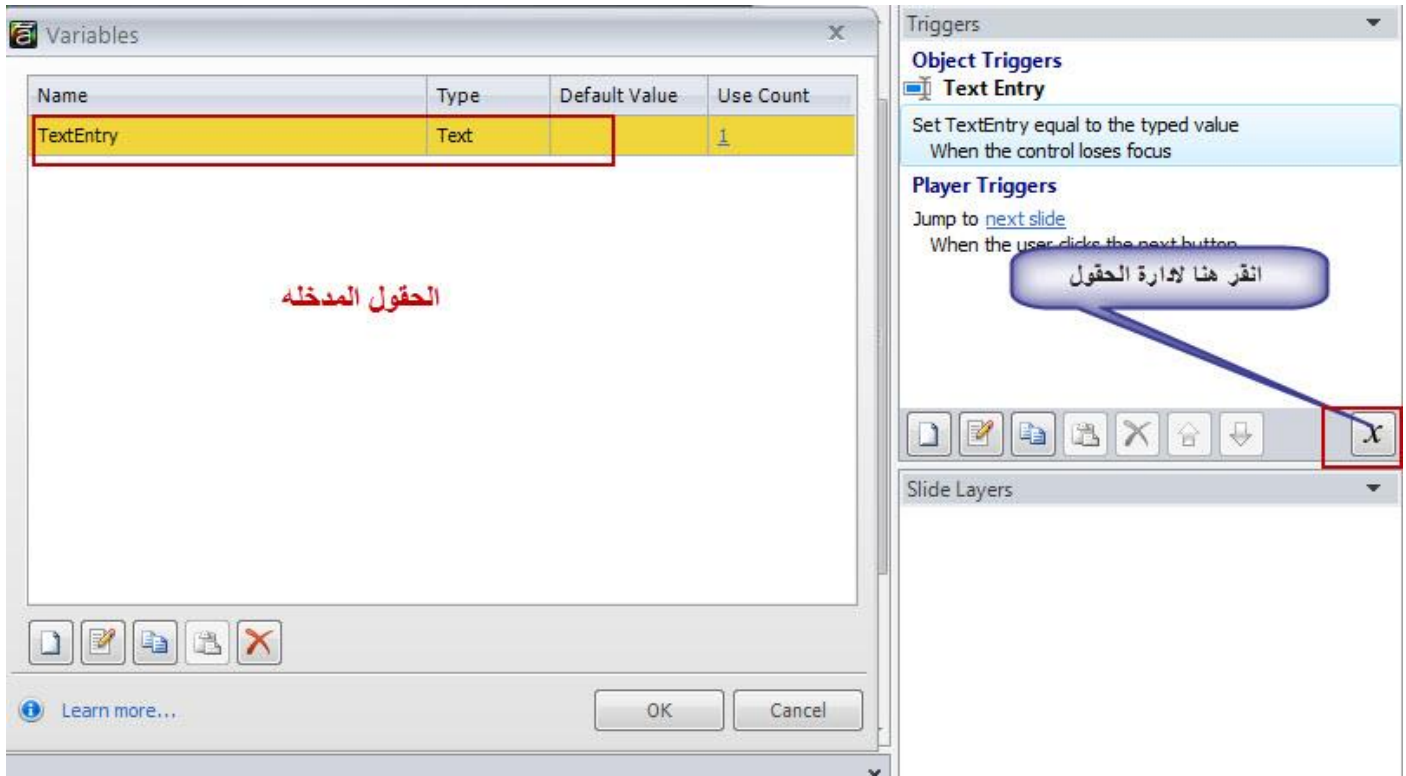 Variables
Name Type Default Value Use Count
TextEntry Text 1
الحقول المدخله
Learn more...
OK Cancel
Triggers
Object Triggers
Text Entry
Set TextEntry equal to the typed value
When the control loses focus
Player Triggers
Jump to next slide
When the user clicks the next button
انقر هنا لادارة الحقول
x
Slide Layers